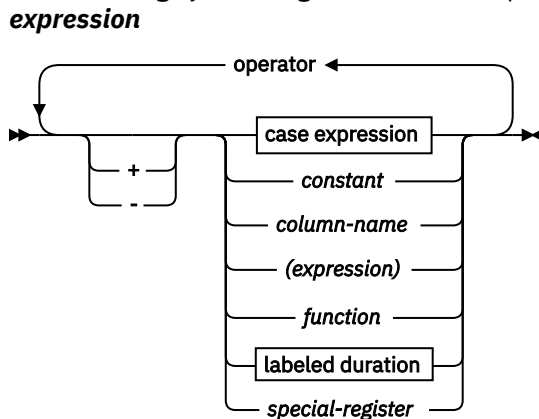 expression
operator
case expression
+
constant
-
column-name
(expression)
function
labeled duration
special-register